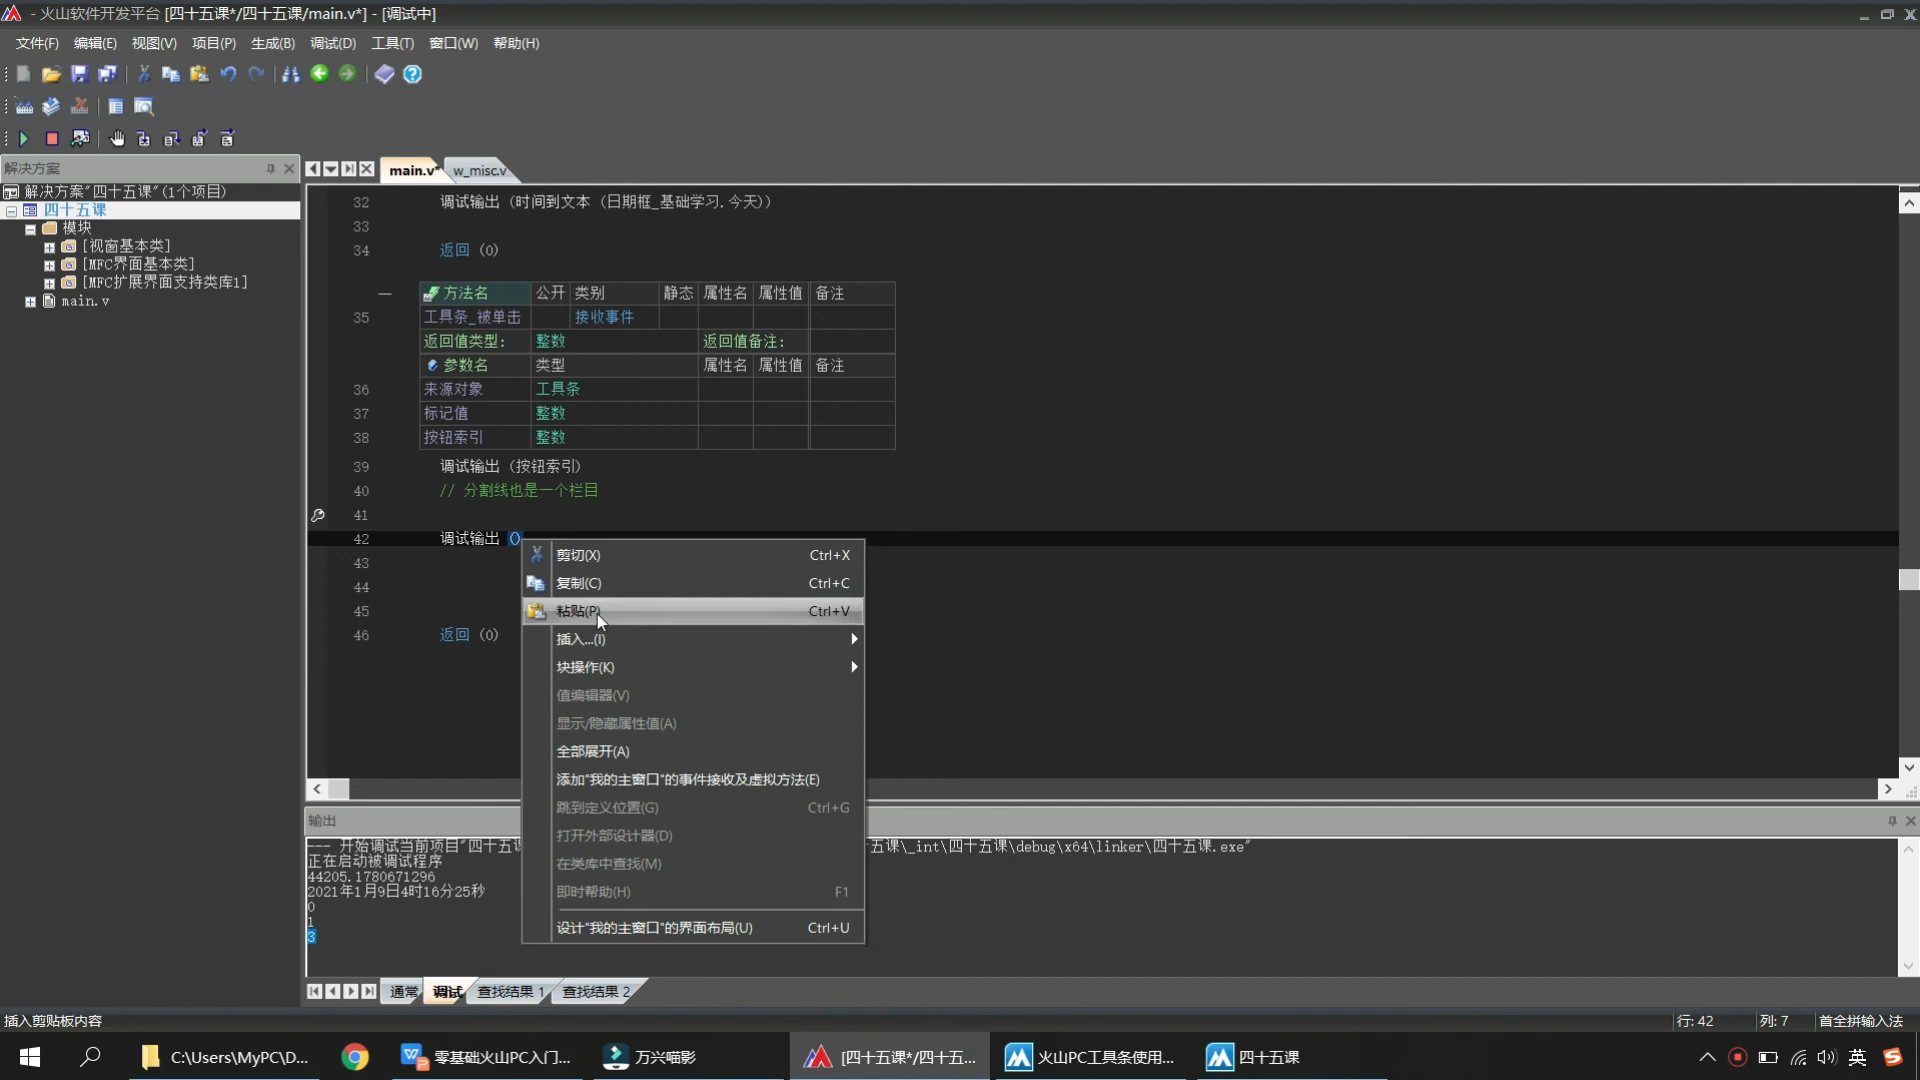 - 火山软件开发平台 [四十五课*/四十五课/main.v*] - [调试中]
文件(F) 编辑(E) 视图(V) 项目(P) 生成(B) 调试(D) 工具(T) 窗口(W) 帮助(H)
解决方案
main.v* w_misc.v
解决方案"四十五课"(1个项目)
四十五课
模块
[视窗基本类]
[MFC界面基本类]
[MFC扩展界面支持类库1]
main.v
32 调试输出 (时间到文本 (日期框_基础学习.今天))
33
34 返回 (0)
方法名 公开 类别 静态 属性名 属性值 备注
35 工具条_被单击 接收事件
返回值类型: 整数 返回值备注:
参数名 类型 属性名 属性值 备注
36 来源对象 工具条
37 标记值 整数
38 按钮索引 整数
39 调试输出 (按钮索引)
40 // 分割线也是一个栏目
41
42 调试输出 ()
43
44
45
46 返回 (0)
剪切(X) Ctrl+X
复制(C) Ctrl+C
粘贴(P) Ctrl+V
插入...(I)
块操作(K)
值编辑器(V)
显示/隐藏属性值(A)
全部展开(A)
添加"我的主窗口"的事件接收及虚拟方法(E)
跳到定义位置(G) Ctrl+G
打开外部设计器(D)
在类库中查找(M)
即时帮助(H) F1
设计"我的主窗口"的界面布局(U) Ctrl+U
输出
--- 开始调试当前项目"四十五课 五课\_int\四十五课\debug\x64\linker\四十五课.exe"
正在启动被调试程序
44205.1780671296
2021年1月9日4时16分25秒
0
1
3
通常 调试 查找结果 1 查找结果 2
插入剪贴板内容 行: 42 列: 7 首全拼输入法
C:\Users\MyPC\D... 零基础火山PC入门... 万兴喵影 [四十五课*/四十五... 火山PC工具条使用... 四十五课 英